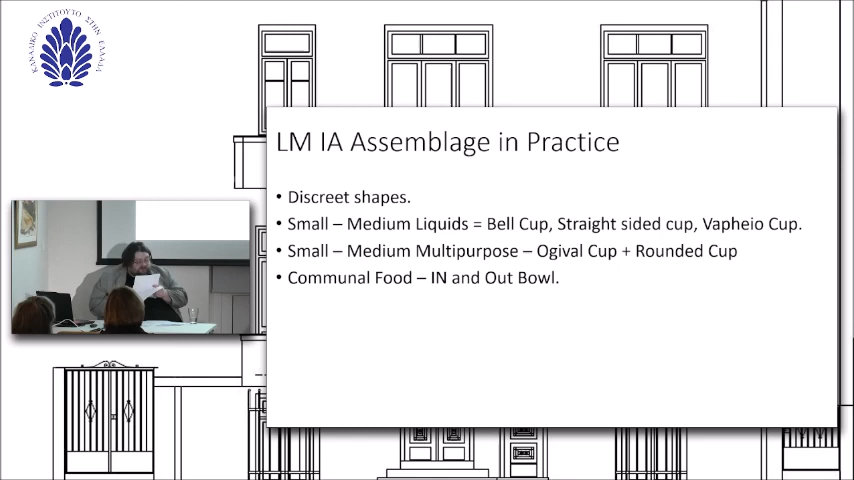 ΚΑΝΑΔΙΚΟ ΙΝΣΤΙΤΟΥΤΟ ΣΤΗΝ ΕΛΛΑΔΑ
LM IA Assemblage in Practice
• Discreet shapes.
• Small – Medium Liquids = Bell Cup, Straight sided cup, Vapheio Cup.
• Small – Medium Multipurpose – Ogival Cup + Rounded Cup
• Communal Food – IN and Out Bowl.